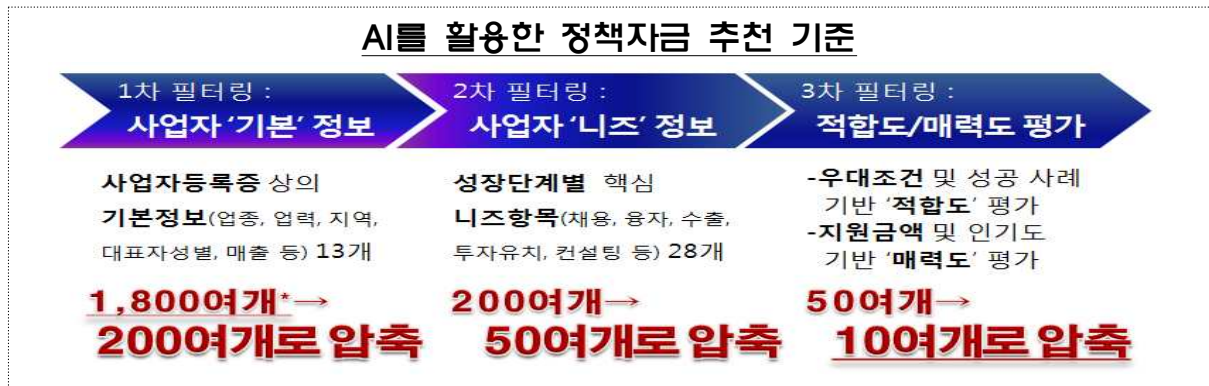 AI를 활용한 정책자금 추천 기준
1차 필터링 :
사업자 ‘기본’ 정보
사업자등록증 상의
기본정보(업종, 업력, 지역,
대표자성별, 매출 등) 13개
1,800여개*→
200여개로 압축
2차 필터링 :
사업자 ‘니즈’ 정보
성장단계별 핵심
니즈항목(채용, 융자, 수출,
투자유치, 컨설팅 등) 28개
200여개→
50여개로 압축
3차 필터링 :
적합도/매력도 평가
-우대조건 및 성공 사례
기반 ‘적합도’ 평가
-지원금액 및 인기도
기반 ‘매력도’ 평가
50여개→
10여개로 압축